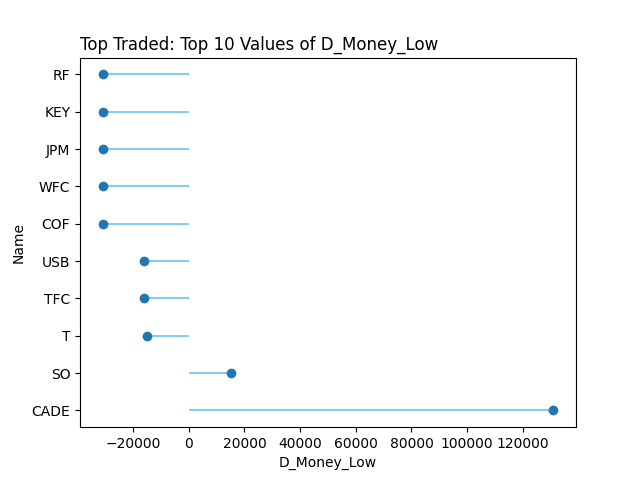 Top Traded: Top 10 Values of D_Money_Low
RF
KEY
JPM
WFC
COF
USB
TFC
T
SO
CADE
Name
−20000 0 20000 40000 60000 80000 100000 120000
D_Money_Low